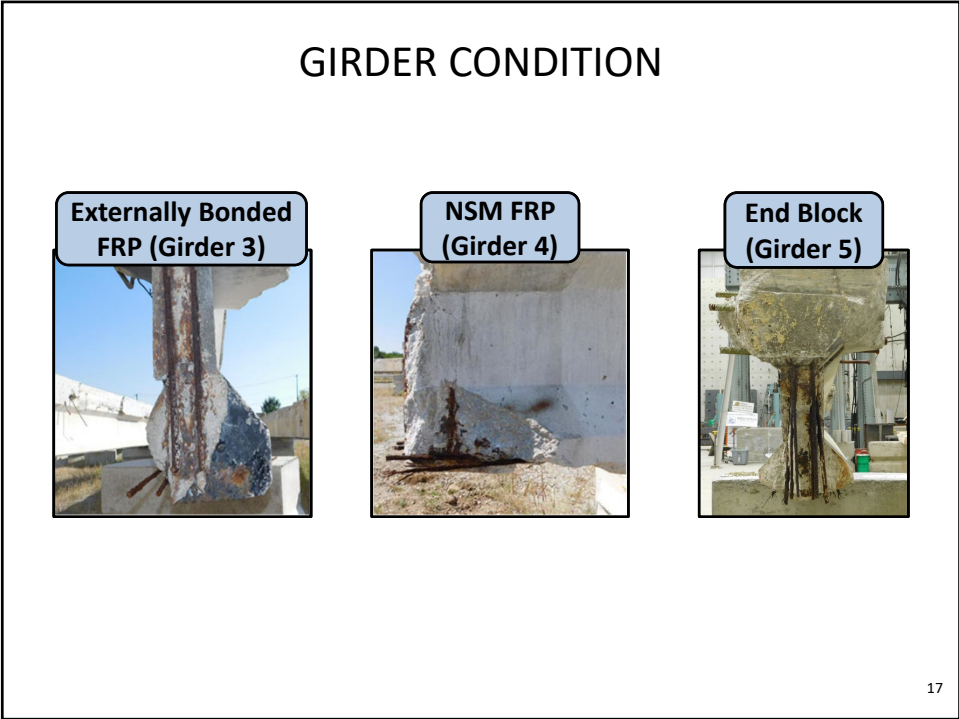 GIRDER CONDITION
Externally Bonded
FRP (Girder 3)
NSM FRP
(Girder 4)
End Block
(Girder 5)
17